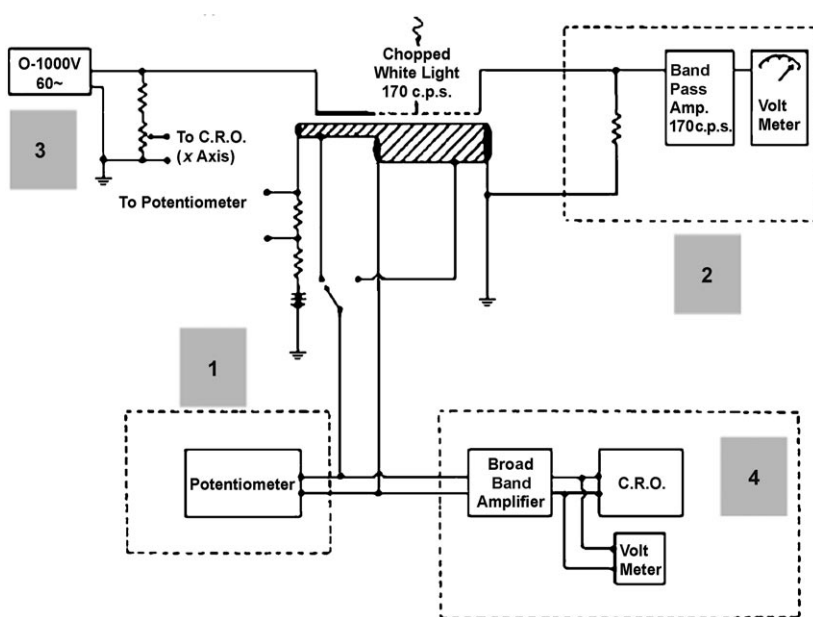 O-1000V
60~
Chopped
White Light
170 c.p.s.
Band
Pass
Amp.
170c.p.s.
Volt
Meter
3
To C.R.O.
(x Axis)
To Potentiometer
2
1
Potentiometer
Broad
Band
Amplifier
C.R.O.
4
Volt
Meter